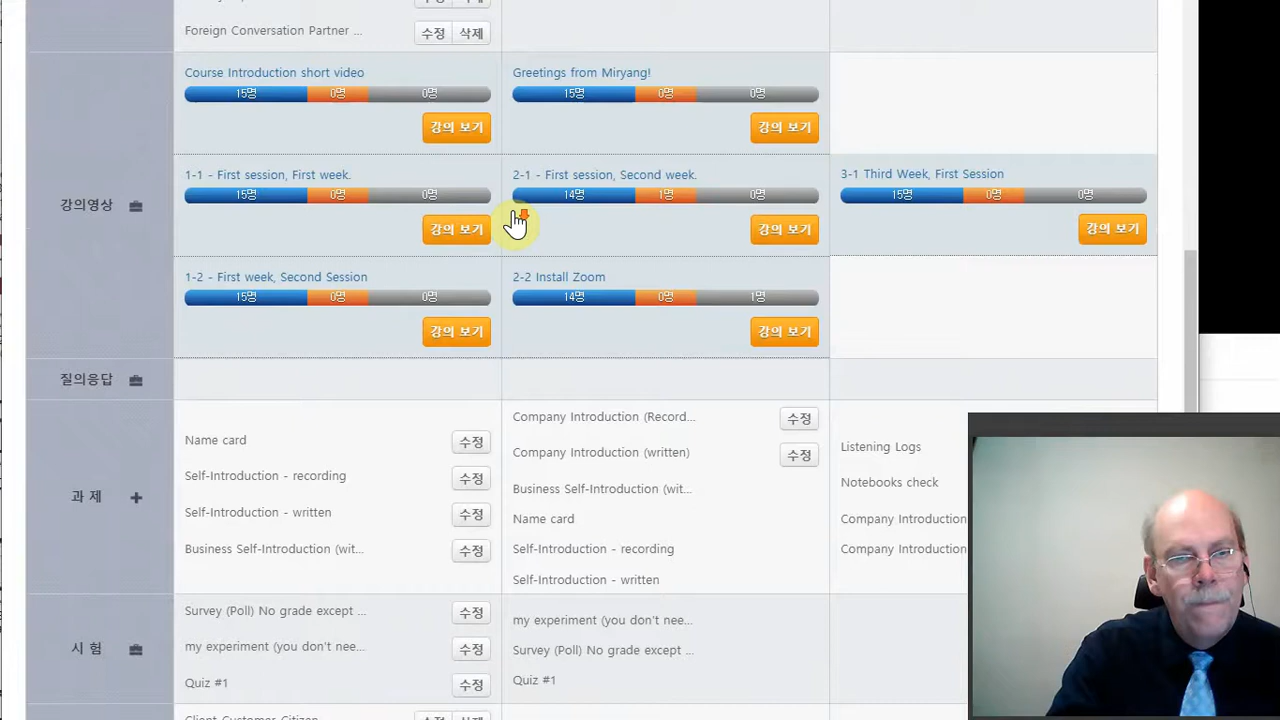 Foreign Conversation Partner ... 수정 삭제
강의영상
Course Introduction short video
15명 0명 0명
강의 보기
Greetings from Miryang!
15명 0명 0명
강의 보기
1-1 - First session, First week.
15명 0명 0명
강의 보기
2-1 - First session, Second week.
14명 1명 0명
강의 보기
3-1 Third Week, First Session
15명 0명 0명
강의 보기
1-2 - First week, Second Session
15명 0명 0명
강의 보기
2-2 Install Zoom
14명 0명 1명
강의 보기
질의응답
과 제
Name card 수정
Self-Introduction - recording 수정
Self-Introduction - written 수정
Business Self-Introduction (wit... 수정
Company Introduction (Record... 수정
Company Introduction (written) 수정
Business Self-Introduction (wit...
Name card
Self-Introduction - recording
Self-Introduction - written
Listening Logs
Notebooks check
Company Introduction
Company Introduction
시 험
Survey (Poll) No grade except ... 수정
my experiment (you don't nee... 수정
Quiz #1 수정
my experiment (you don't nee...
Survey (Poll) No grade except ...
Quiz #1